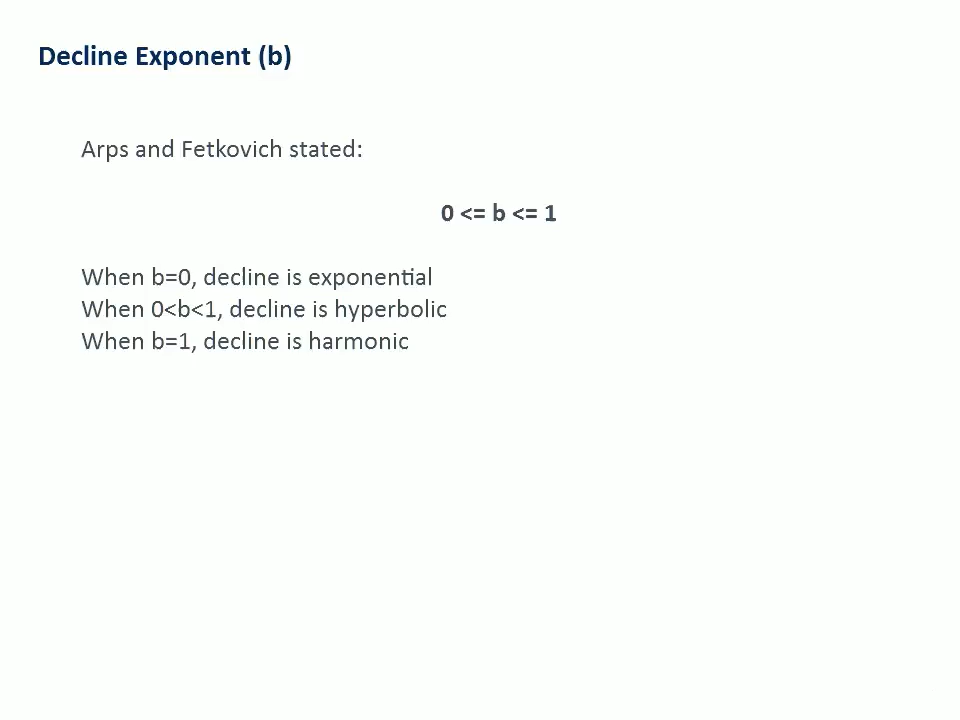 Decline Exponent (b)
Arps and Fetkovich stated:
0 <= b <= 1
When b=0, decline is exponential
When 0<b<1, decline is hyperbolic
When b=1, decline is harmonic